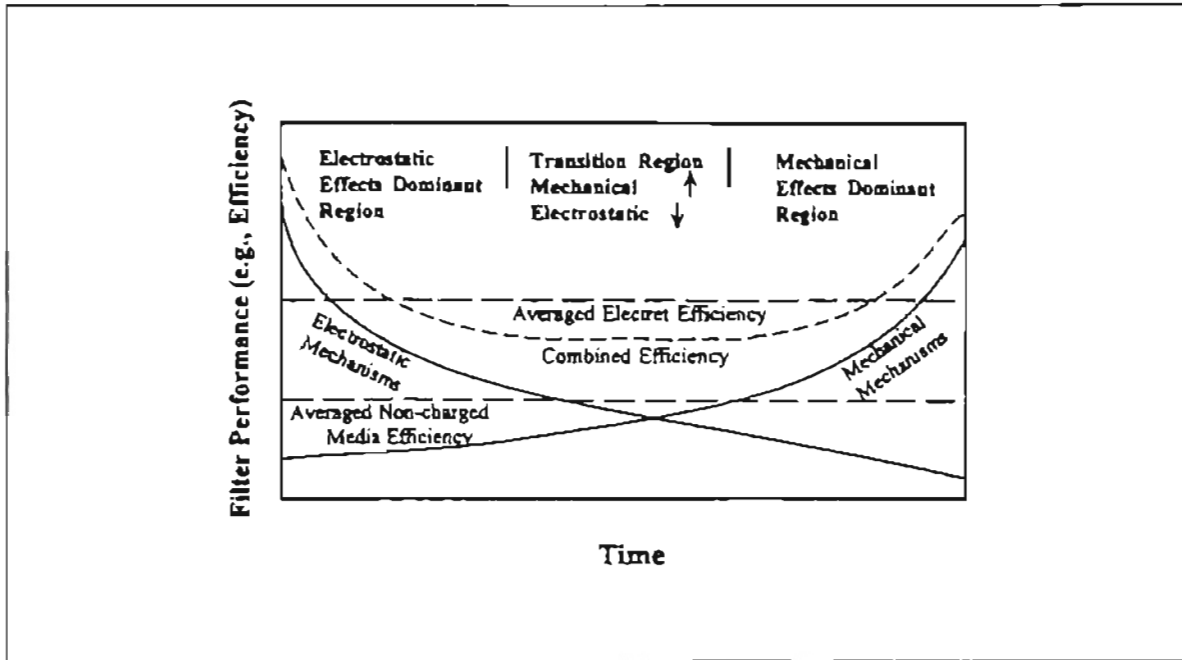 Filter Performance (e.g., Efficiency)
Electrostatic
Effects Dominant
Region
Transition Region
Mechanical
Electrostatic
Mechanical
Effects Dominant
Region
Averaged Electret Efficiency
Combined Efficiency
Electrostatic
Mechanisms
Mechanical
Mechanisms
Averaged Non-charged
Media Efficiency
Time